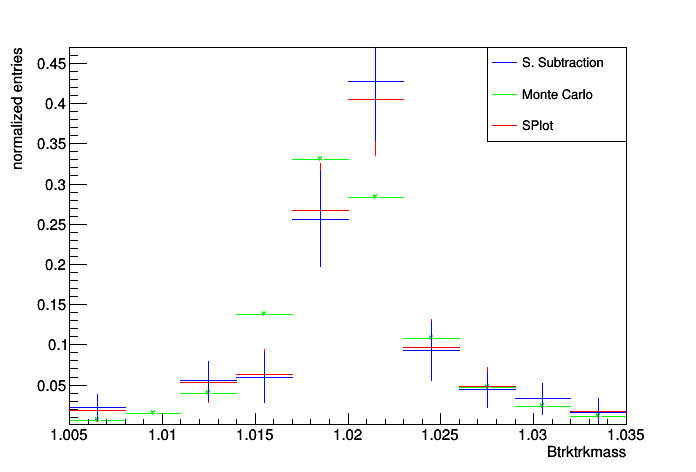 normalized entries
0.45
0.4
0.35
0.3
0.25
0.2
0.15
0.1
0.05
S. Subtraction
Monte Carlo
SPlot
1.005 1.01 1.015 1.02 1.025 1.03 1.035
Btrktrkmass